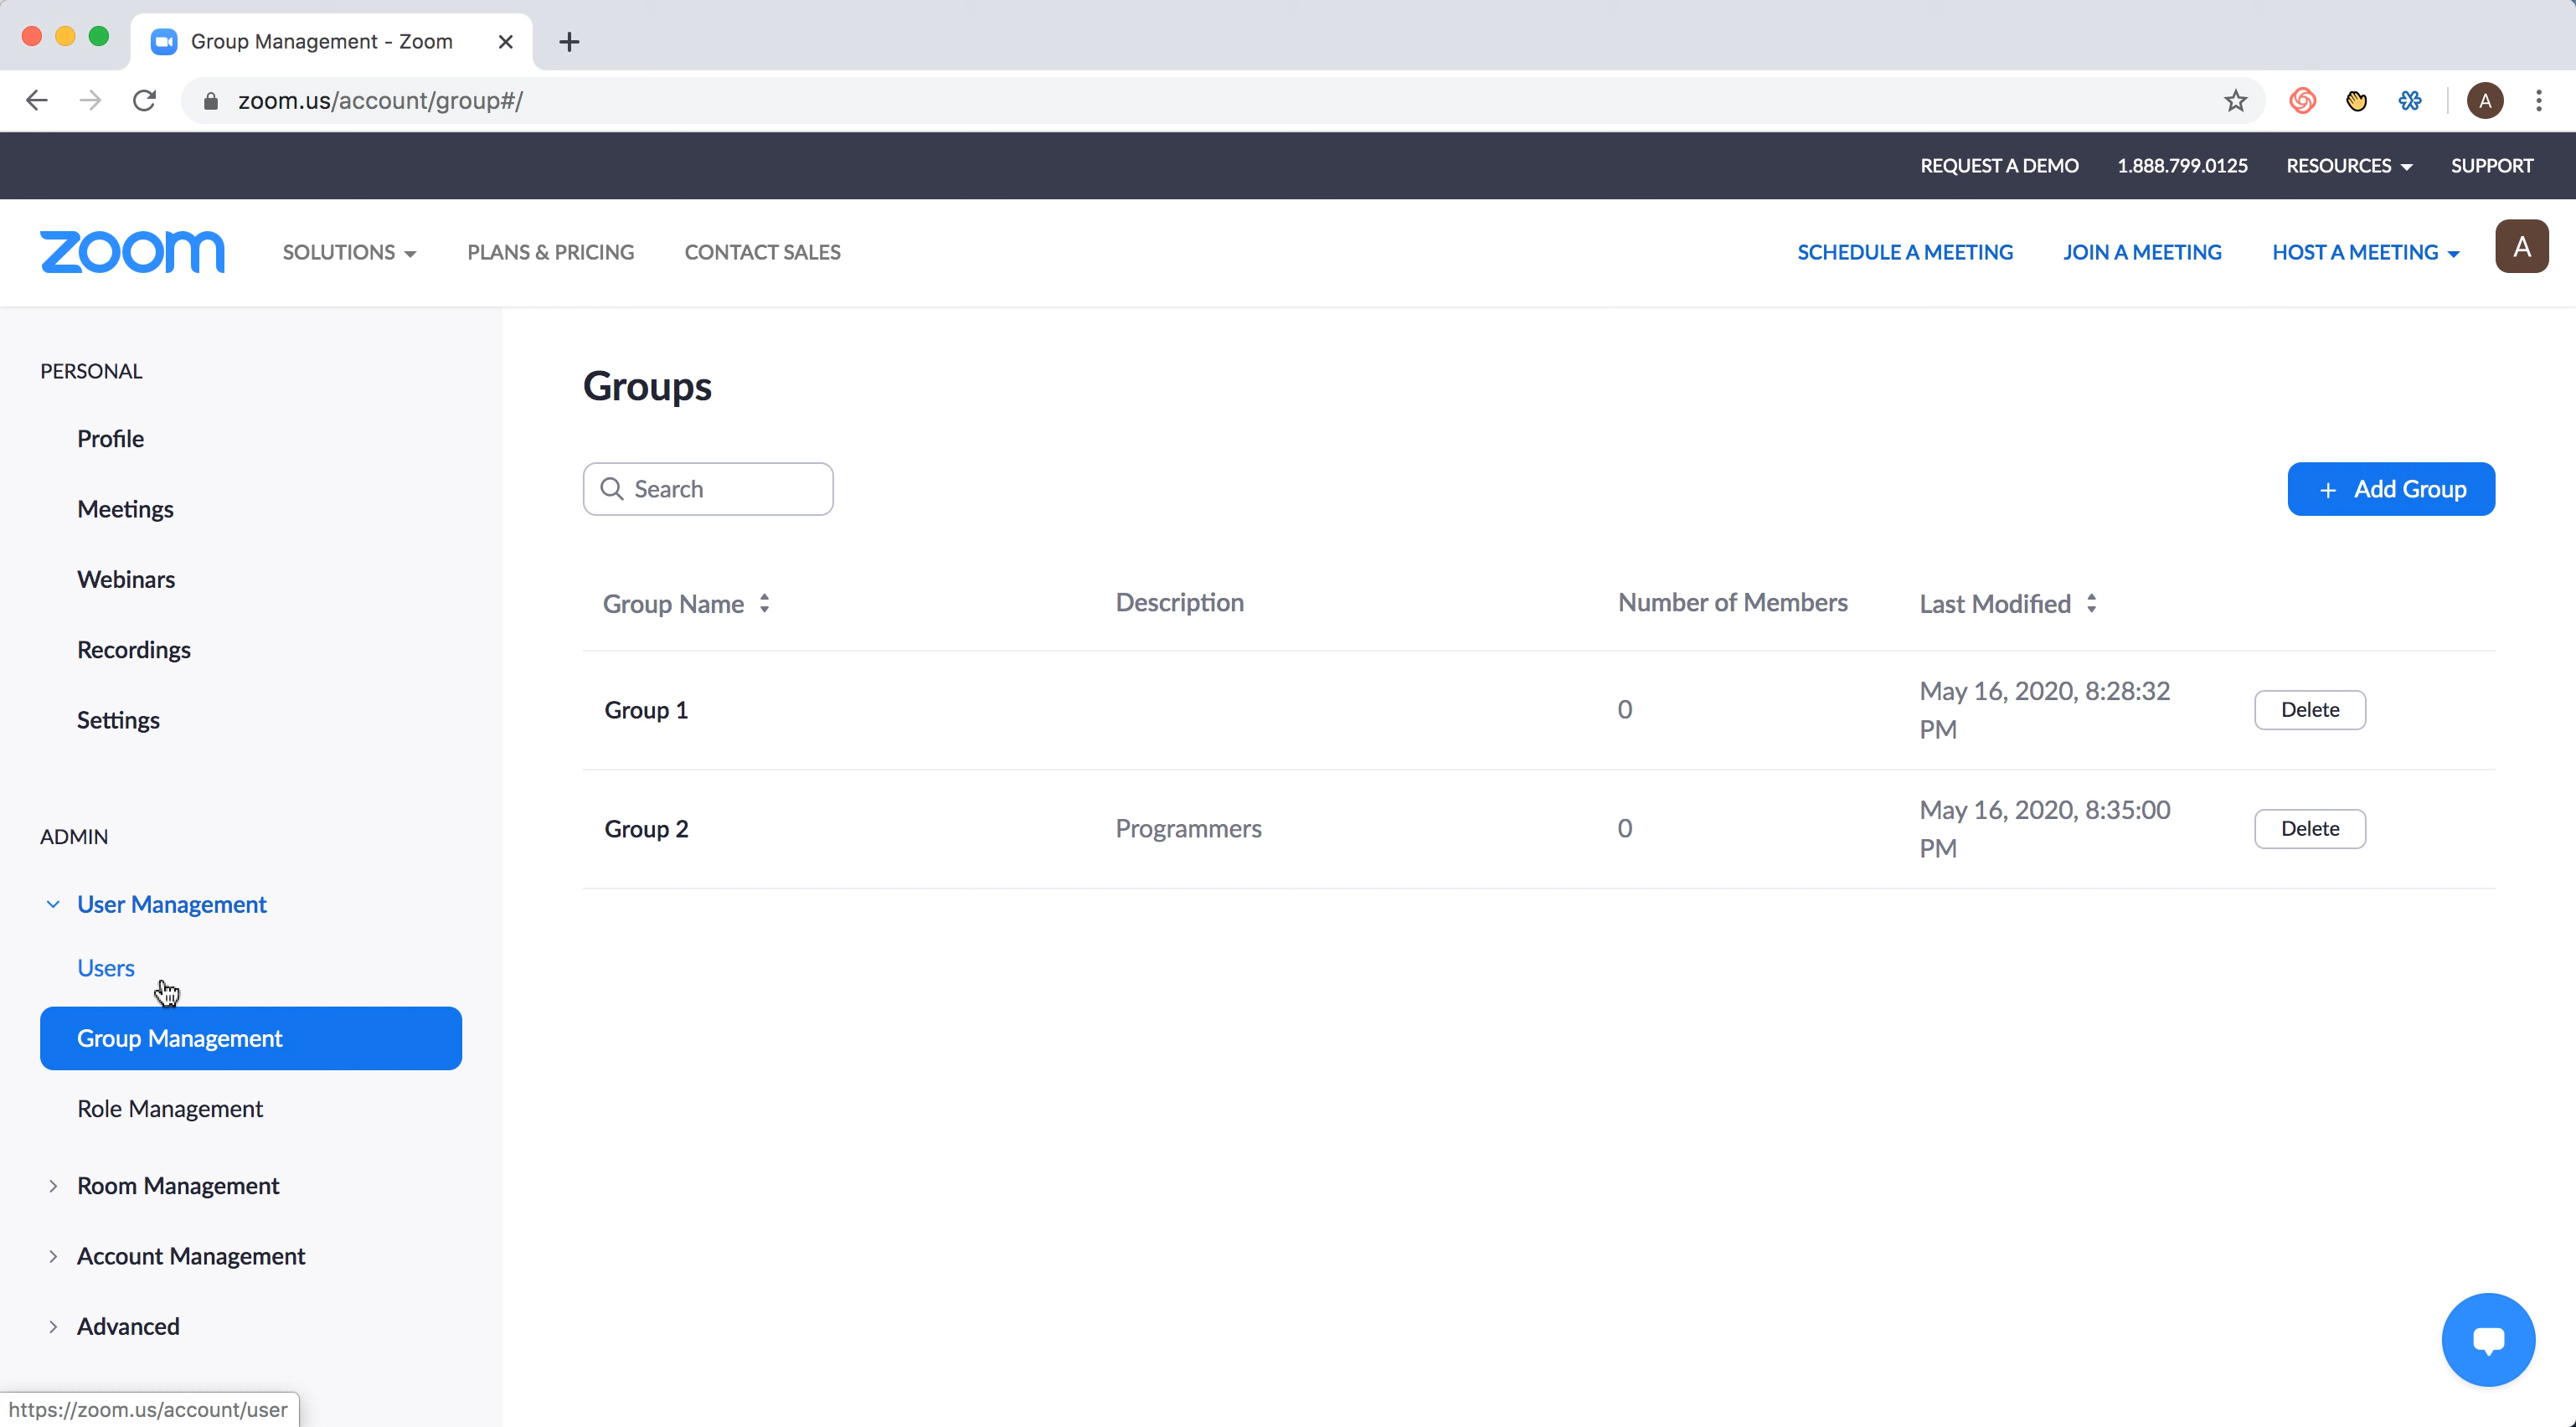 Group Management - Zoom
zoom.us/account/group#/
A
REQUEST A DEMO 1.888.799.0125 RESOURCES SUPPORT
zoom SOLUTIONS PLANS & PRICING CONTACT SALES SCHEDULE A MEETING JOIN A MEETING HOST A MEETING A
PERSONAL
Profile
Meetings
Webinars
Recordings
Settings
ADMIN
User Management
Users
Group Management
Role Management
Room Management
Account Management
Advanced
Groups
Search
+ Add Group
Group Name Description Number of Members Last Modified
Group 1 0 May 16, 2020, 8:28:32 PM Delete
Group 2 Programmers 0 May 16, 2020, 8:35:00 PM Delete
https://zoom.us/account/user